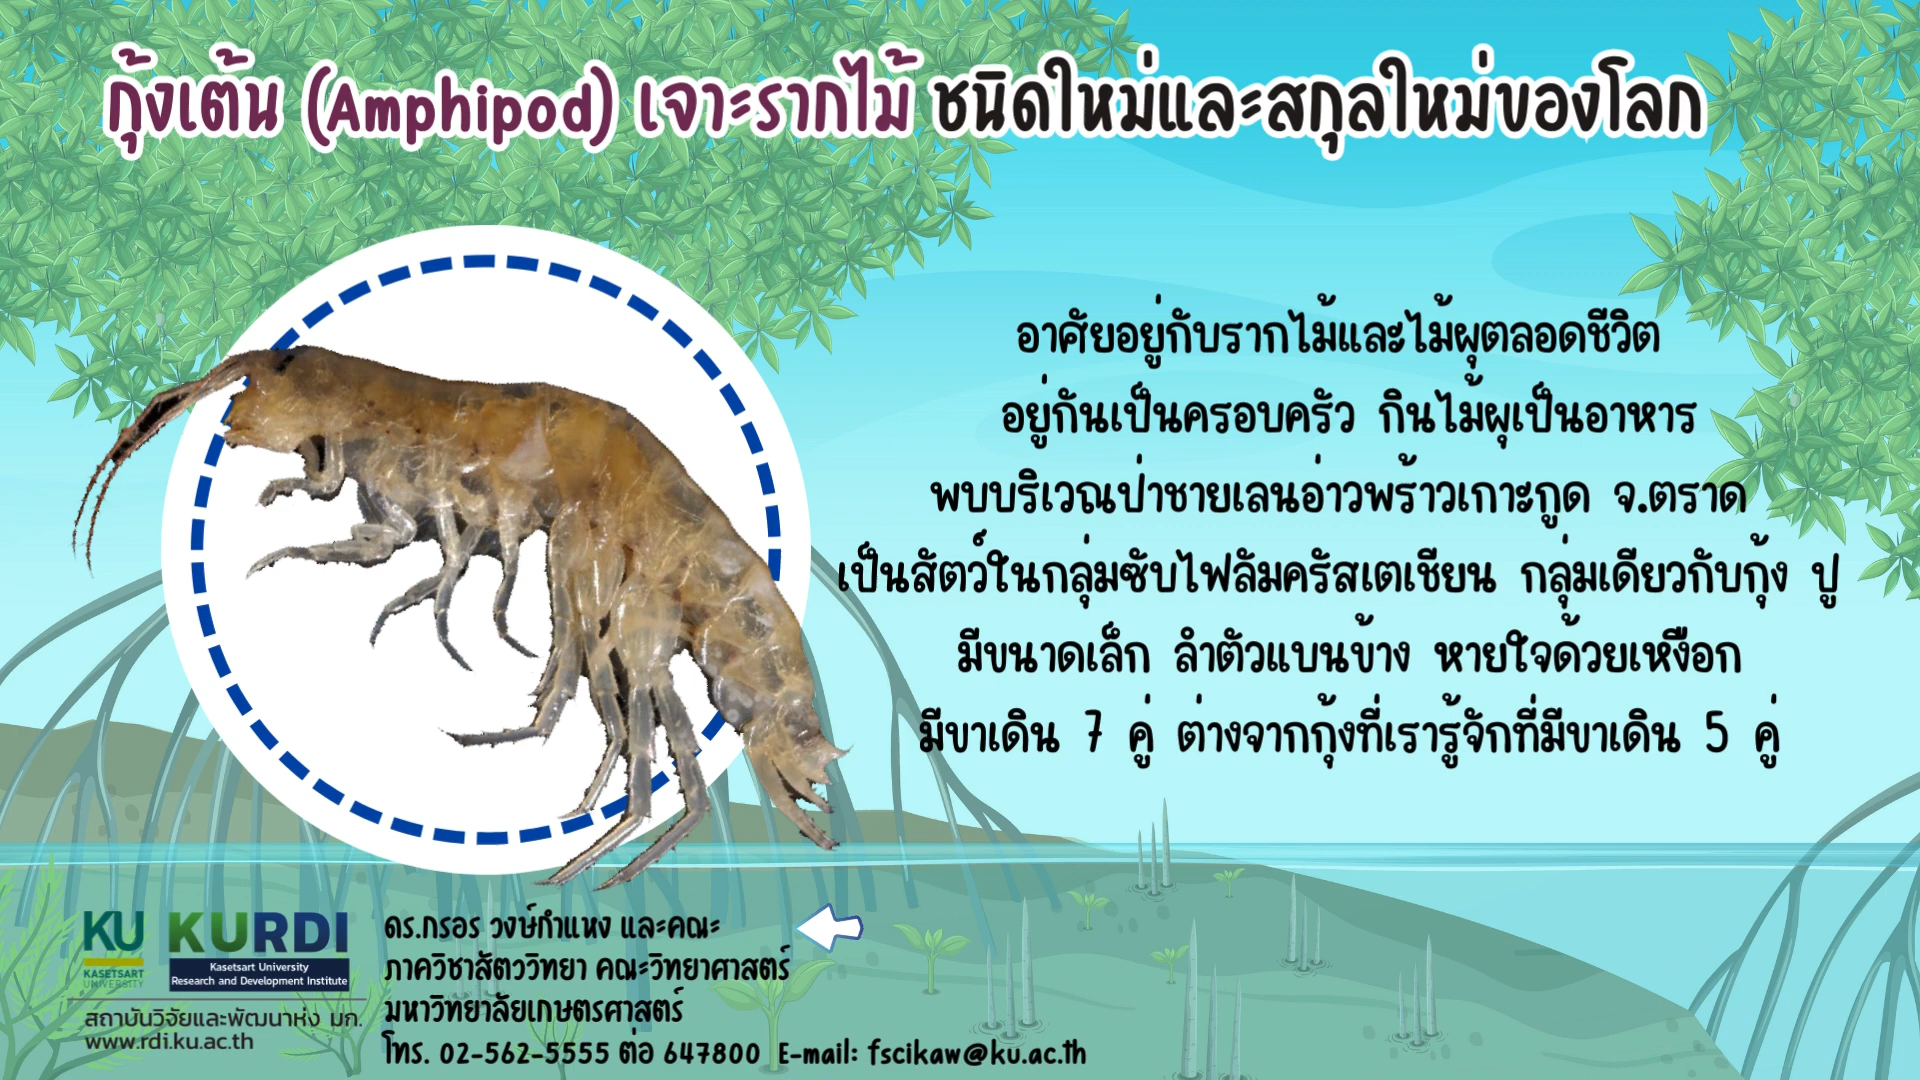 กุ้งเต้น (Amphipod) เจาะรากไม้ ชนิดใหม่และสกุลใหม่ของโลก
อาศัยอยู่กับรากไม้และไม้ผุตลอดชีวิต
อยู่กันเป็นครอบครัว กินไม้ผุเป็นอาหาร
พบบริเวณป่าชายเลนอ่าวพร้าวเกาะกูด จ.ตราด
เป็นสัตว์ในกลุ่มซับไฟลัมครัสเตเชียน กลุ่มเดียวกับกุ้ง ปู
มีขนาดเล็ก ลำตัวแบนข้าง หายใจด้วยเหงือก
มีขาเดิน 7 คู่ ต่างจากกุ้งที่เรารู้จักที่มีขาเดิน 5 คู่
KU
KASETSART
UNIVERSITY
KURDI
Kasetsart University
Research and Development Institute
สถาบันวิจัยและพัฒนาแห่ง มก.
www.rdi.ku.ac.th
ดร.กรอร วงษ์กำแหง และคณะ
ภาควิชาสัตววิทยา คณะวิทยาศาสตร์
มหาวิทยาลัยเกษตรศาสตร์
โทร. 02-562-5555 ต่อ 647800 E-mail: fscikaw@ku.ac.th